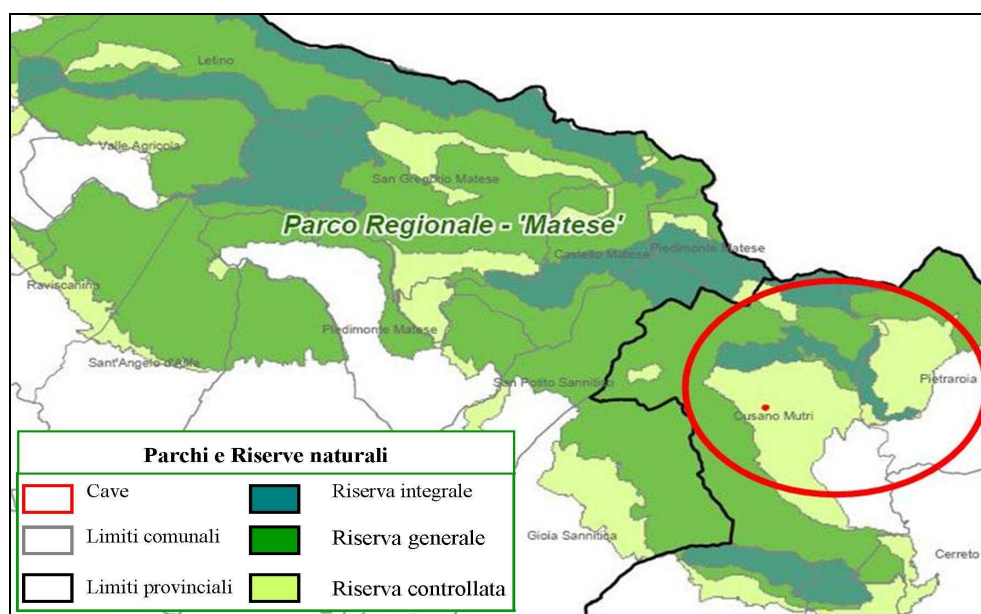 Letino
Valle Agricola
San Gregorio Matese
Parco Regionale - 'Matese'
Castello Matese
Piedimonte Matese
Raviscanina
Piedimonte Matese
Sant'Angelo d'Alife
San Potito Sannitico
Pietraroia
Cusano Mutri
Gioia Sannitica
Cerreto
Parchi e Riserve naturali
Cave
Riserva integrale
Limiti comunali
Riserva generale
Limiti provinciali
Riserva controllata